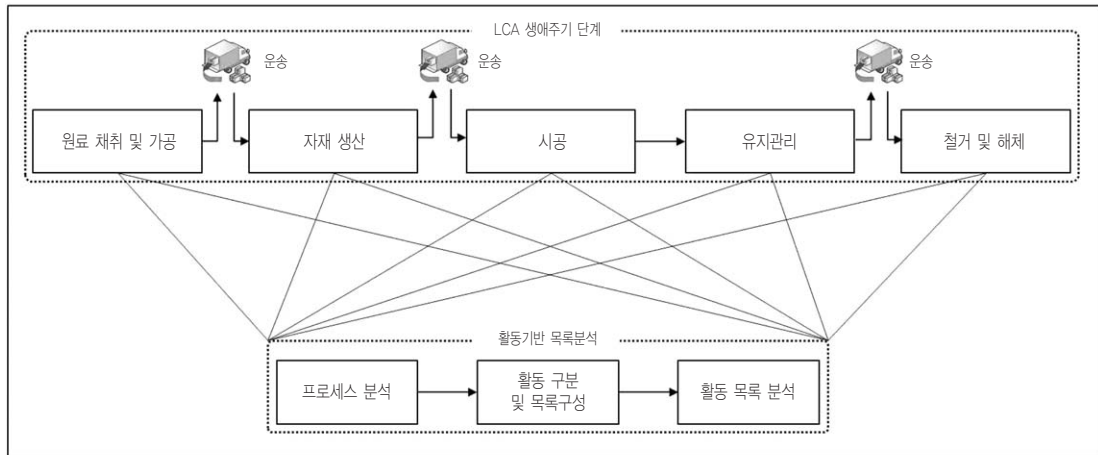 LCA 생애주기 단계
운송
운송
운송
원료 채취 및 가공
자재 생산
시공
유지관리
철거 및 해체
활동기반 목록분석
프로세스 분석
활동 구분
및 목록구성
활동 목록 분석